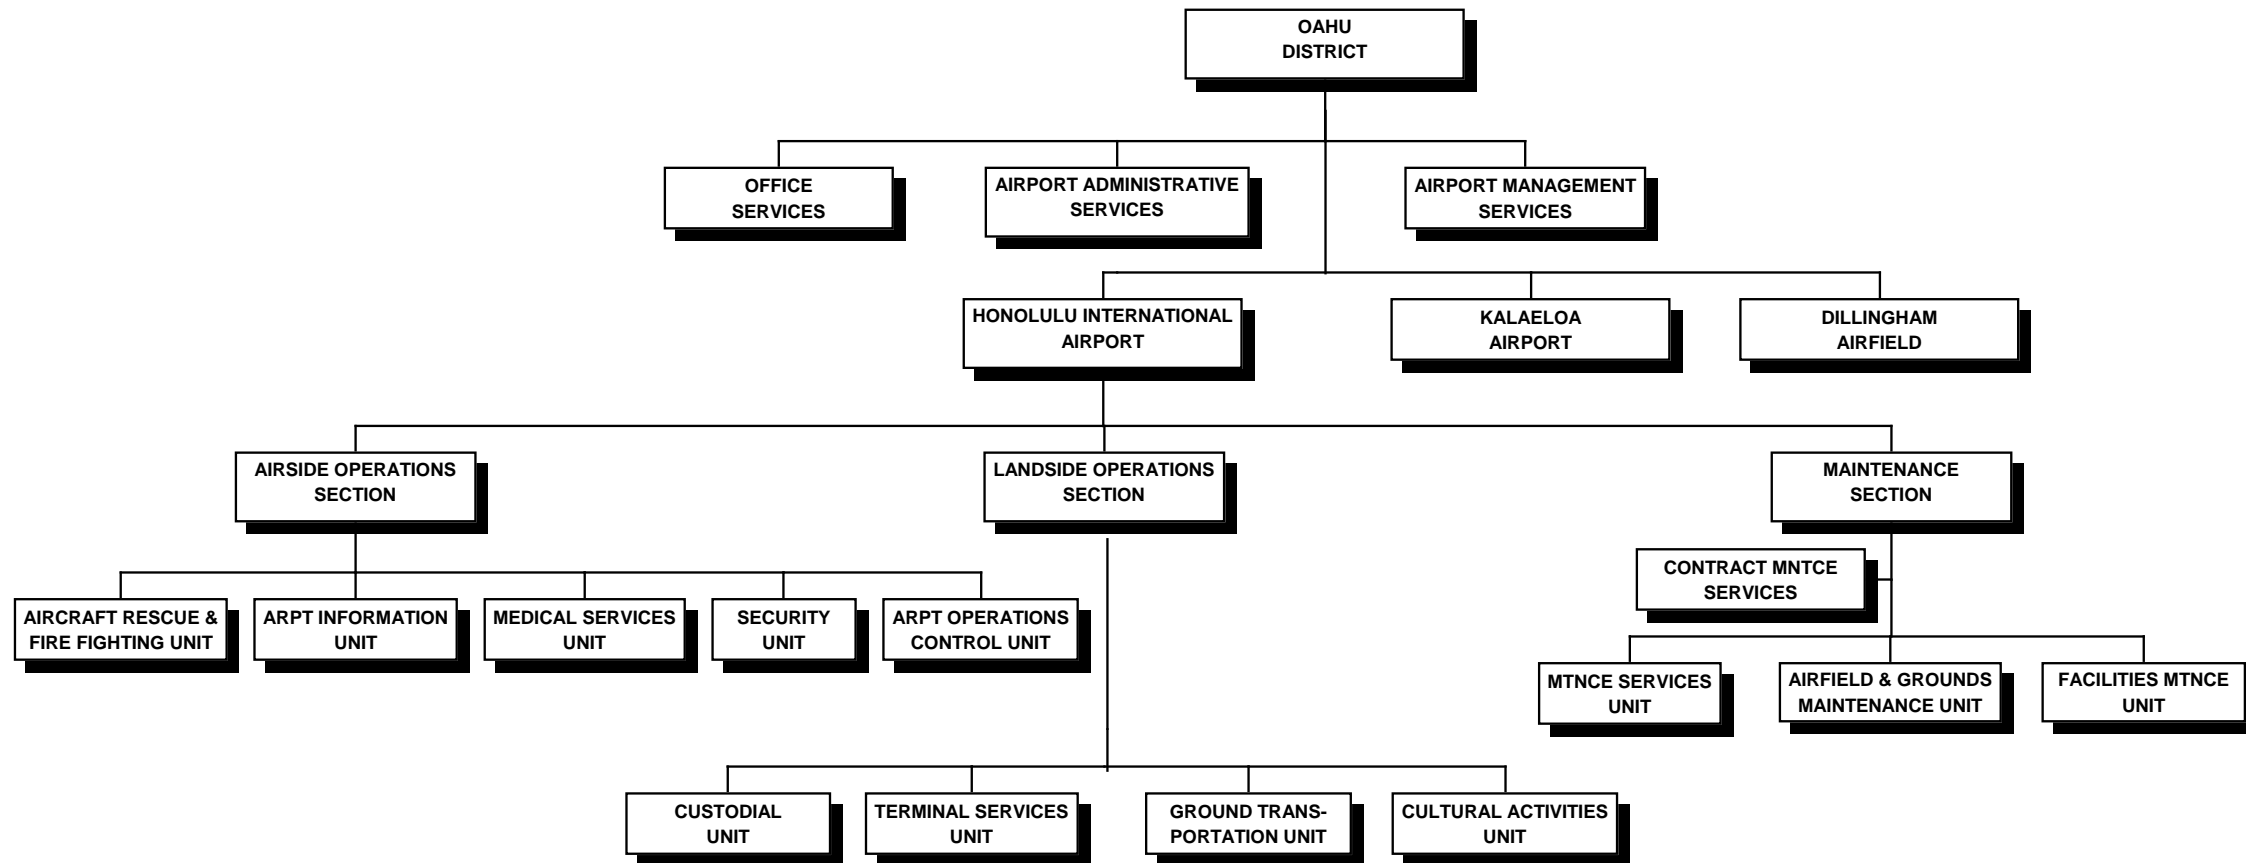 OAHU
DISTRICT
OFFICE
SERVICES
AIRPORT ADMINISTRATIVE
SERVICES
AIRPORT MANAGEMENT
SERVICES
HONOLULU INTERNATIONAL
AIRPORT
KALAELOA
AIRPORT
DILLINGHAM
AIRFIELD
AIRSIDE OPERATIONS
SECTION
LANDSIDE OPERATIONS
SECTION
MAINTENANCE
SECTION
CONTRACT MNTCE
SERVICES
AIRCRAFT RESCUE &
FIRE FIGHTING UNIT
ARPT INFORMATION
UNIT
MEDICAL SERVICES
UNIT
SECURITY
UNIT
ARPT OPERATIONS
CONTROL UNIT
MTNCE SERVICES
UNIT
AIRFIELD & GROUNDS
MAINTENANCE UNIT
FACILITIES MTNCE
UNIT
CUSTODIAL
UNIT
TERMINAL SERVICES
UNIT
GROUND TRANS-
PORTATION UNIT
CULTURAL ACTIVITIES
UNIT